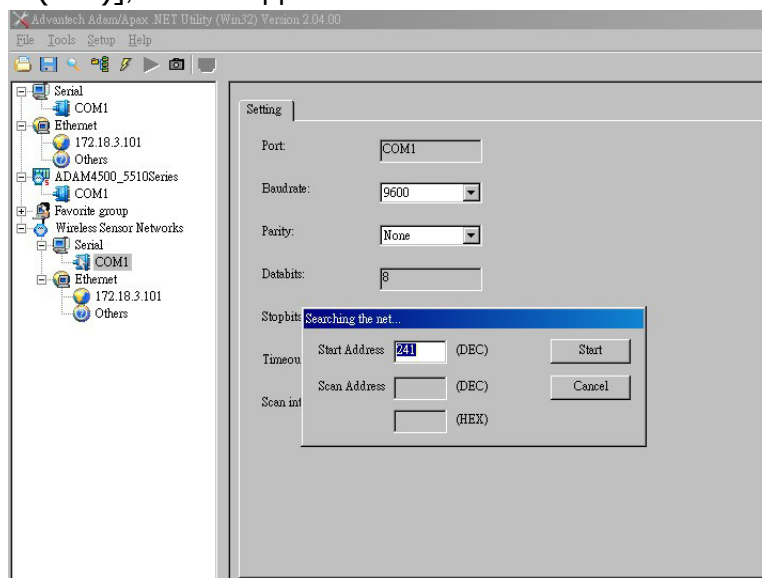 Advantech Adam/Apax .NET Utility (Win32) Version 2.04.00
File Tools Setup Help
Serial
COM1
Ethernet
172.18.3.101
Others
ADAM4500_5510Series
COM1
Favorite group
Wireless Sensor Networks
Serial
COM1
Ethernet
172.18.3.101
Others
Setting
Port: COM1
Baudrate: 9600
Parity: None
Databits: 8
Stopbits
Searching the net...
Timeou
Start Address 241 (DEC) Start
Scan Address (DEC) Cancel
Scan int
(HEX)